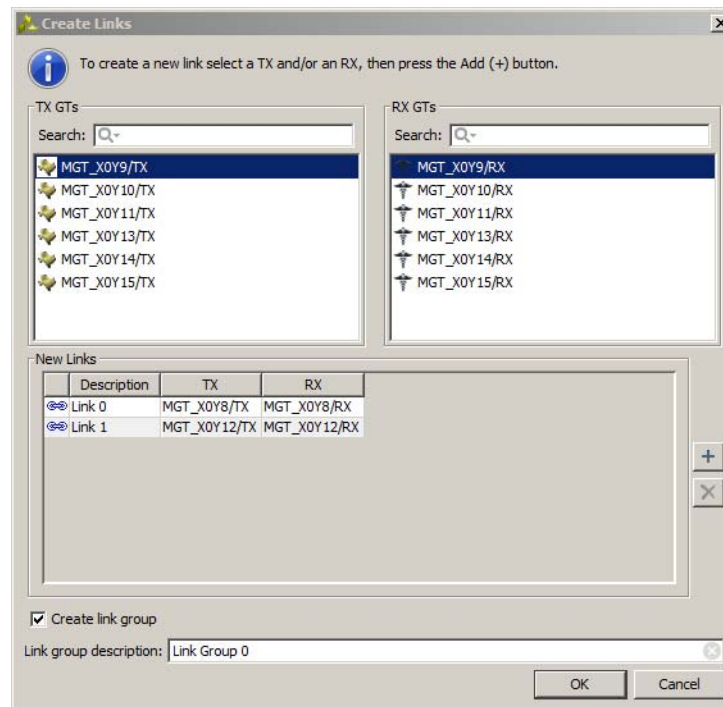 Create Links
To create a new link select a TX and/or an RX, then press the Add (+) button.
TX GTs
Search:
MGT_X0Y9/TX
MGT_X0Y10/TX
MGT_X0Y11/TX
MGT_X0Y13/TX
MGT_X0Y14/TX
MGT_X0Y15/TX
RX GTs
Search:
MGT_X0Y9/RX
MGT_X0Y10/RX
MGT_X0Y11/RX
MGT_X0Y13/RX
MGT_X0Y14/RX
MGT_X0Y15/RX
New Links
Description TX RX
Link 0 MGT_X0Y8/TX MGT_X0Y8/RX
Link 1 MGT_X0Y12/TX MGT_X0Y12/RX
Create link group
Link group description: Link Group 0
OK Cancel